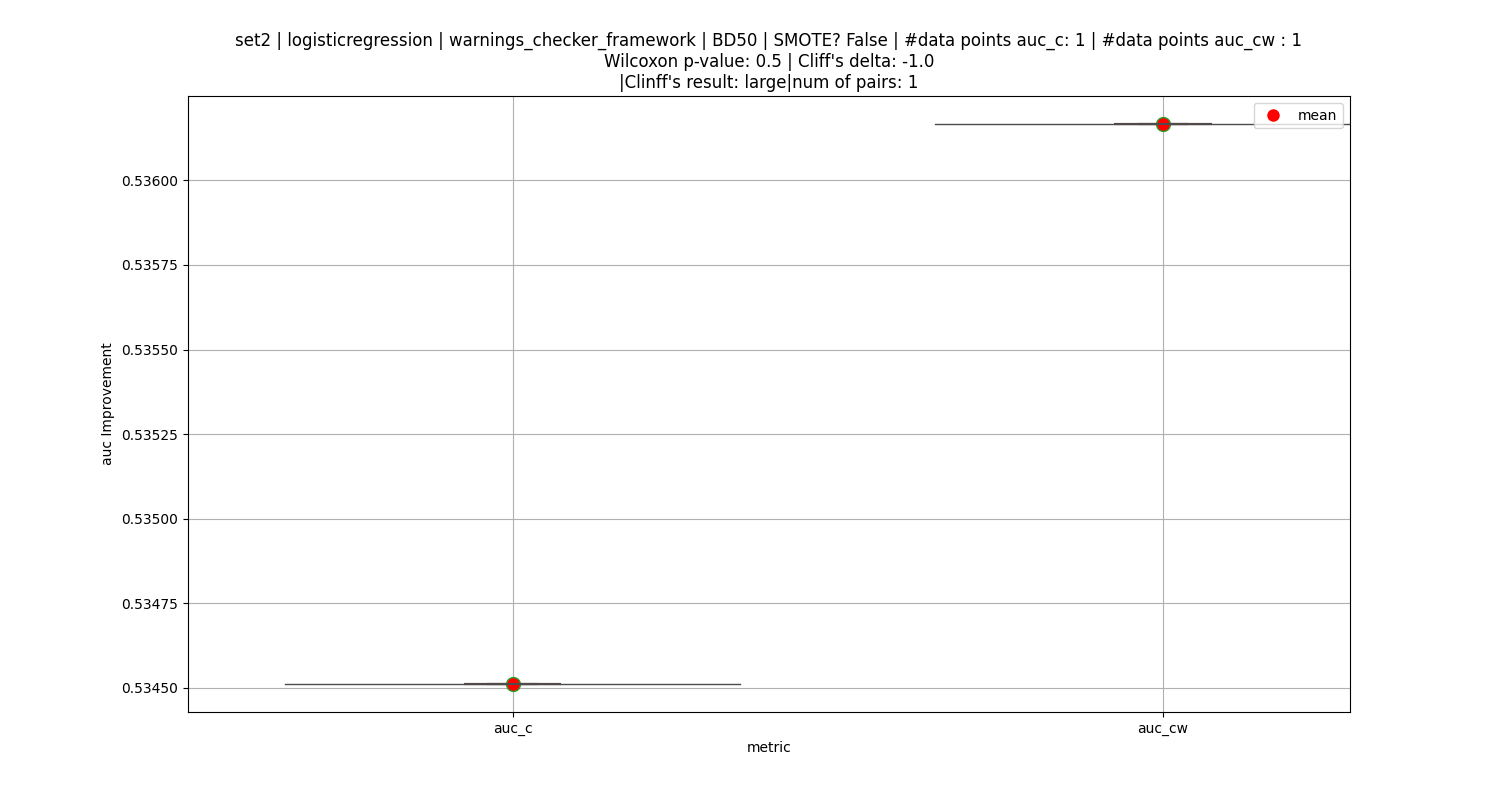 set2 | logisticregression | warnings_checker_framework | BD50 | SMOTE? False | #data points auc_c: 1 | #data points auc_cw : 1
Wilcoxon p-value: 0.5 | Cliff's delta: -1.0
|Clinff's result: large|num of pairs: 1
mean
0.53600
0.53575
0.53550
0.53525
0.53500
0.53475
0.53450
auc Improvement
auc_c
auc_cw
metric